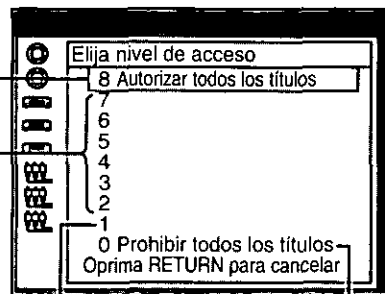 Elija nivel de acceso
8 Autorizar todos los títulos
7
6
5
4
3
2
1
0 Prohibir todos los títulos
Oprima RETURN para cancelar